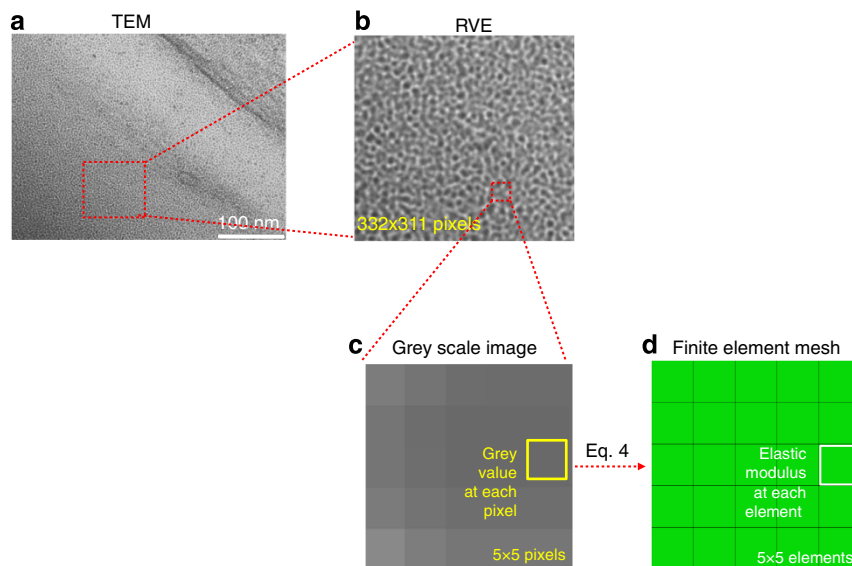 a
TEM
100 nm
b
RVE
332x311 pixels
c
Grey scale image
Grey
value
at each
pixel
5×5 pixels
Eq. 4
d
Finite element mesh
Elastic
modulus
at each
element
5×5 elements